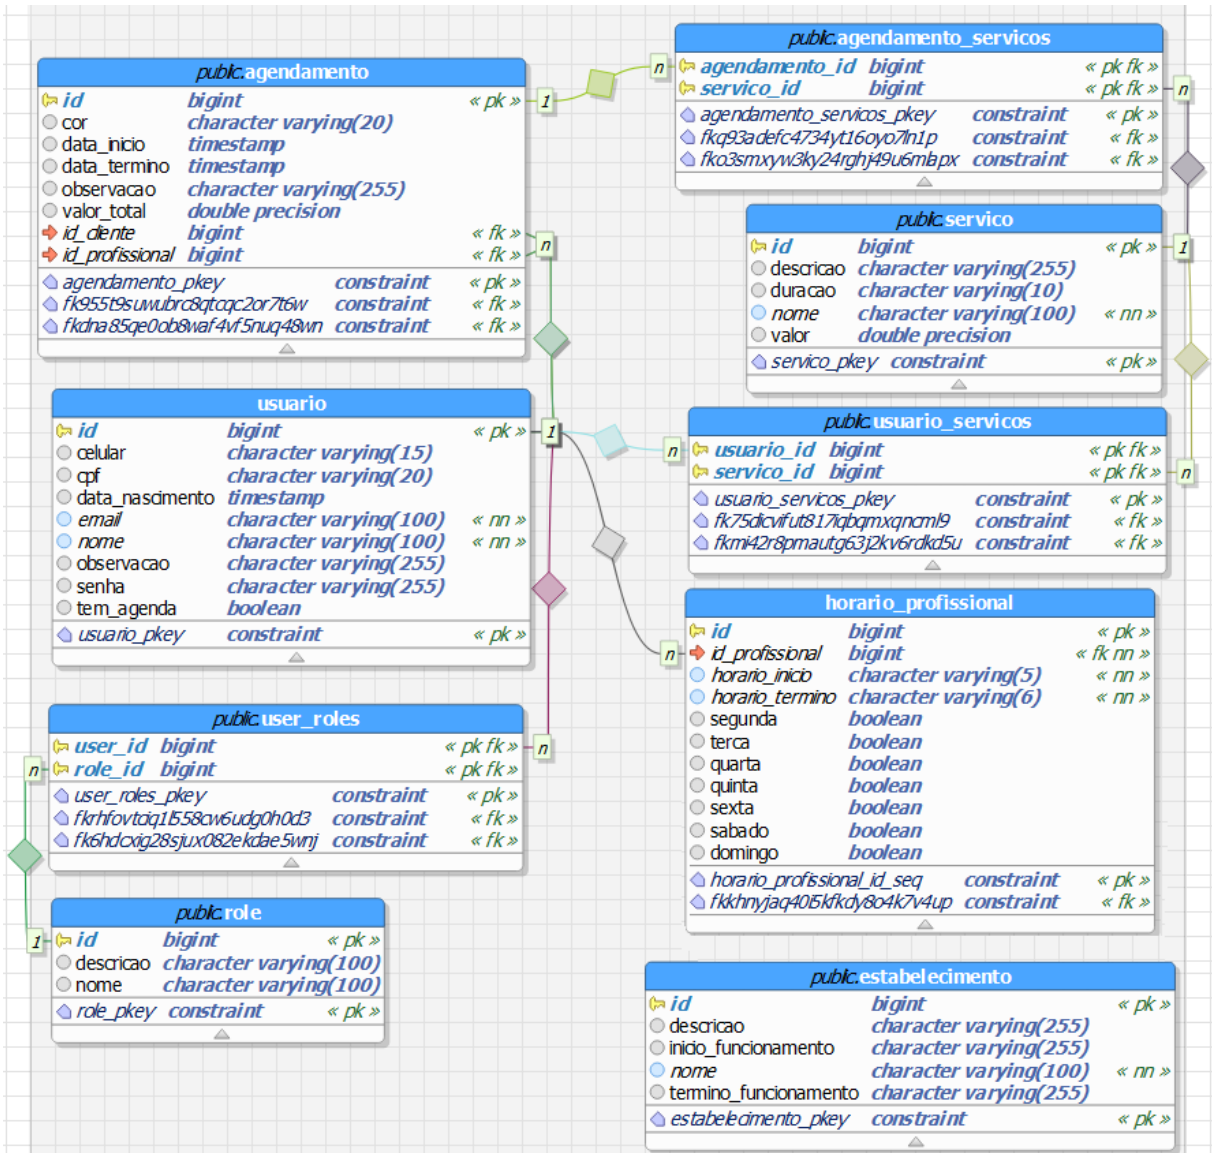 public.agendamento
id bigint « pk »
cor character varying(20)
data_inicio timestamp
data_termino timestamp
observacao character varying(255)
valor_total double precision
id_cliente bigint « fk »
id_profissional bigint « fk »
agendamento_pkey constraint « pk »
fk955t9suwubrc8qtcqc2or7t6w constraint « fk »
fkdna85qe0ob8waf4vf5nuq48wn constraint « fk »
1
n
n
public.agendamento_servicos
agendamento_id bigint « pk fk »
servico_id bigint « pk fk »
agendamento_servicos_pkey constraint « pk »
fkq93adefc4734yt16oyo7ln1p constraint « fk »
fko3smxyw3ky24rghj49u6mlapx constraint « fk »
n
public.servico
id bigint « pk »
descricao character varying(255)
duracao character varying(10)
nome character varying(100) « nn »
valor double precision
servico_pkey constraint « pk »
1
usuario
id bigint « pk »
celular character varying(15)
cpf character varying(20)
data_nascimento timestamp
email character varying(100) « nn »
nome character varying(100) « nn »
observacao character varying(255)
senha character varying(255)
tem_agenda boolean
usuario_pkey constraint « pk »
1
n
public.usuario_servicos
usuario_id bigint « pk fk »
servico_id bigint « pk fk »
usuario_servicos_pkey constraint « pk »
fk75dicvifut817iqbqmxqncml9 constraint « fk »
fkmi42r8pmautg63j2kv6rdkd5u constraint « fk »
n
horario_profissional
id bigint « pk »
id_profissional bigint « fk nn »
horario_inicio character varying(5) « nn »
horario_termino character varying(6) « nn »
segunda boolean
terca boolean
quarta boolean
quinta boolean
sexta boolean
sabado boolean
domingo boolean
horario_profissional_id_seq constraint « pk »
fkkhnyjaq40i5kfkdy8o4k7v4up constraint « fk »
n
public.user_roles
user_id bigint « pk fk »
role_id bigint « pk fk »
user_roles_pkey constraint « pk »
fkrhfovtciq1l558cw6udg0h0d3 constraint « fk »
fk6hdcxig28sjux082ekdae5wnj constraint « fk »
n
n
public.role
id bigint « pk »
descricao character varying(100)
nome character varying(100)
role_pkey constraint « pk »
1
public.estabelecimento
id bigint « pk »
descricao character varying(255)
inicio_funcionamento character varying(255)
nome character varying(100) « nn »
termino_funcionamento character varying(255)
estabelecimento_pkey constraint « pk »